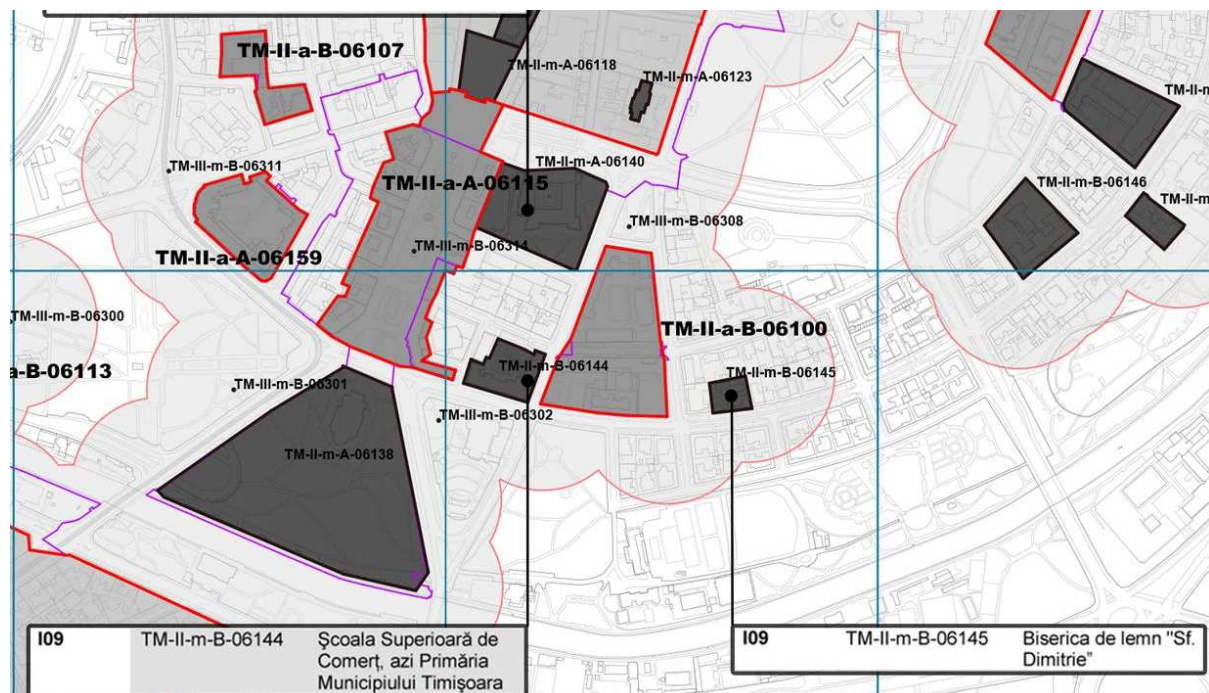 TM-II-a-B-06107
TM-II-m-A-06118
TM-II-m-A-06123
TM-II-m
TM-III-m-B-06311
TM-II-m-A-06140
TM-II-a-A-06115
TM-II-m-B-06146
TM-II-m
TM-III-m-B-06308
TM-III-m-B-06314
TM-II-a-A-06159
TM-III-m-B-06300
TM-II-a-B-06100
a-B-06113
TM-II-m-B-06144
TM-II-m-B-06145
TM-III-m-B-06301
TM-III-m-B-06302
TM-II-m-A-06138
I09 TM-II-m-B-06144 Școala Superioară de
Comerț, azi Primăria
Municipiului Timișoara
I09 TM-II-m-B-06145 Biserica de lemn "Sf.
Dimitrie"